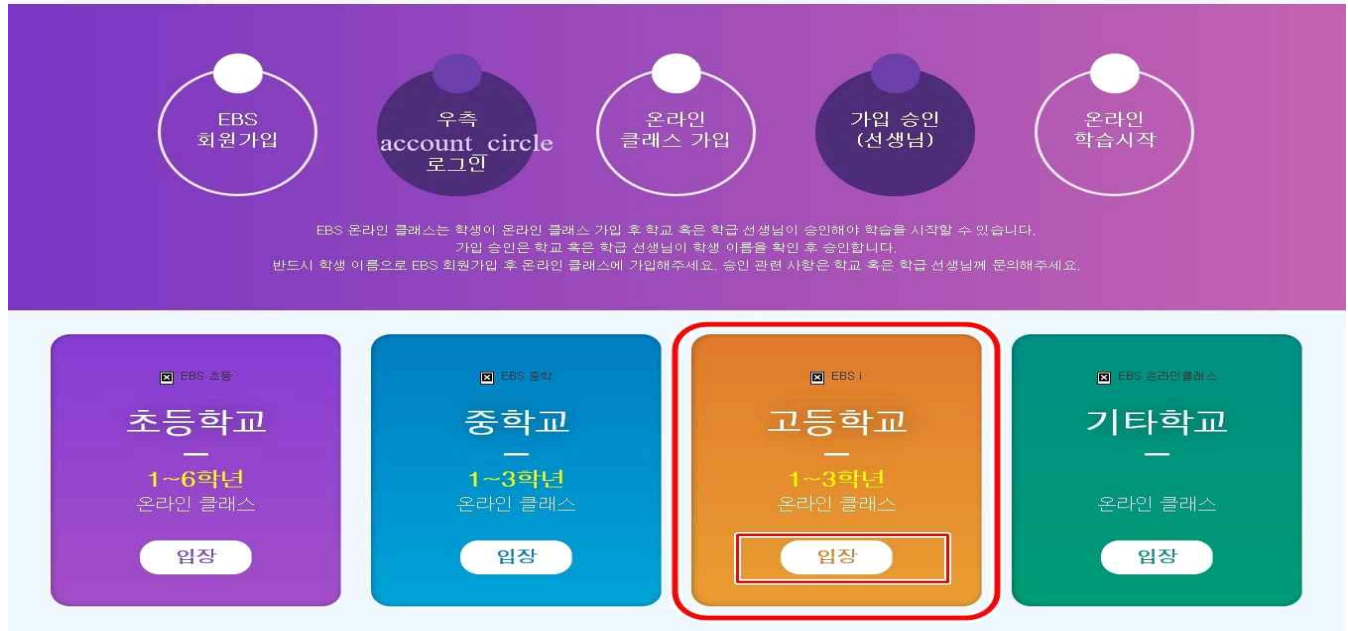 EBS
회원가입
우측
account_circle
로그인
온라인
클래스 가입
가입 승인
(선생님)
온라인
학습시작
EBS 온라인 클래스는 학생이 온라인 클래스 가입 후 학교 혹은 학급 선생님이 승인해야 학습을 시작할 수 있습니다.
가입 승인은 학교 혹은 학급 선생님이 학생 이름을 확인 후 승인합니다.
반드시 학생 이름으로 EBS 회원가입 후 온라인 클래스에 가입해주세요. 승인 관련 사항은 학교 혹은 학급 선생님께 문의해주세요.
EBS 초등
초등학교
1~6학년
온라인 클래스
입장
EBS 중학
중학교
1~3학년
온라인 클래스
입장
EBS i
고등학교
1~3학년
온라인 클래스
입장
EBS 온라인클래스
기타학교
온라인 클래스
입장